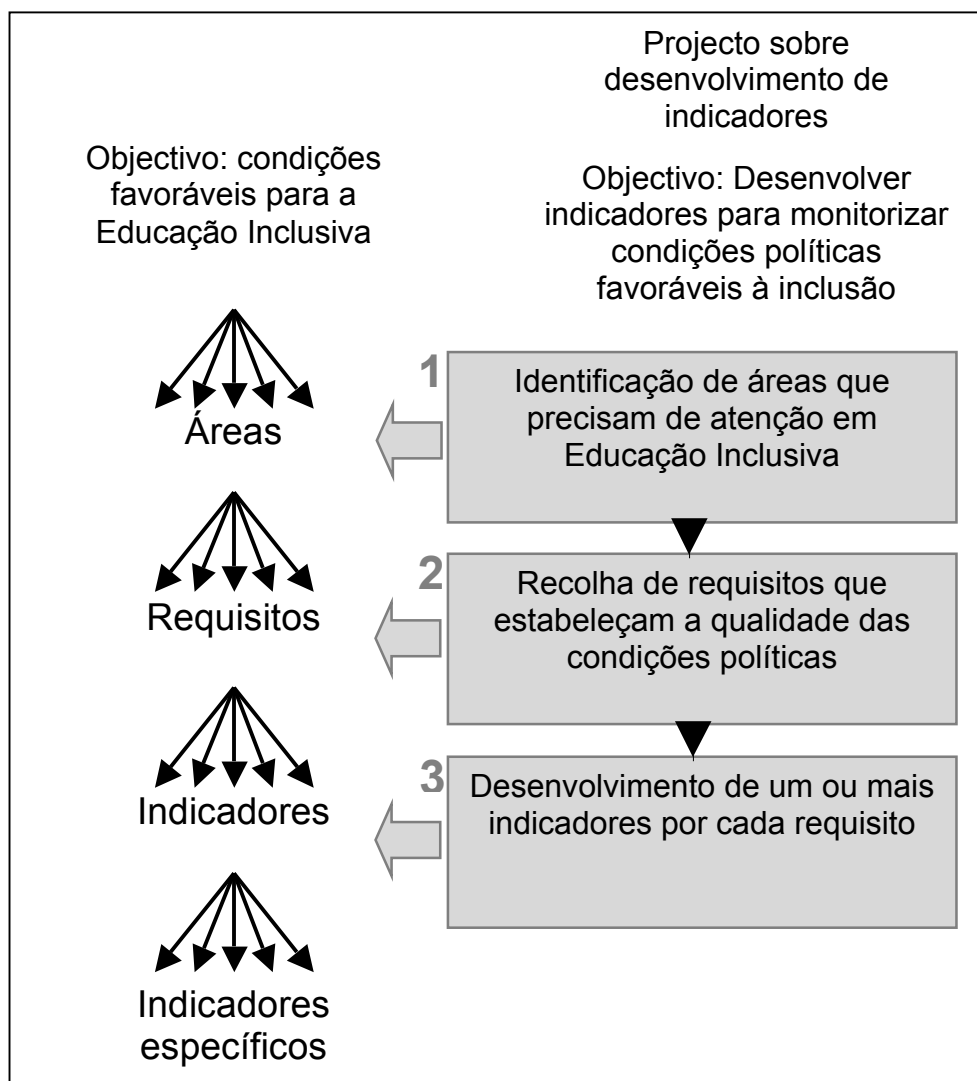 Projecto sobre
desenvolvimento de
indicadores
Objectivo: condições
favoráveis para a
Educação Inclusiva
Objectivo: Desenvolver
indicadores para monitorizar
condições políticas
favoráveis à inclusão
1
Identificação de áreas que
precisam de atenção em
Educação Inclusiva
Áreas
2
Recolha de requisitos que
estabeleçam a qualidade das
condições políticas
Requisitos
3
Desenvolvimento de um ou mais
indicadores por cada requisito
Indicadores
Indicadores
específicos